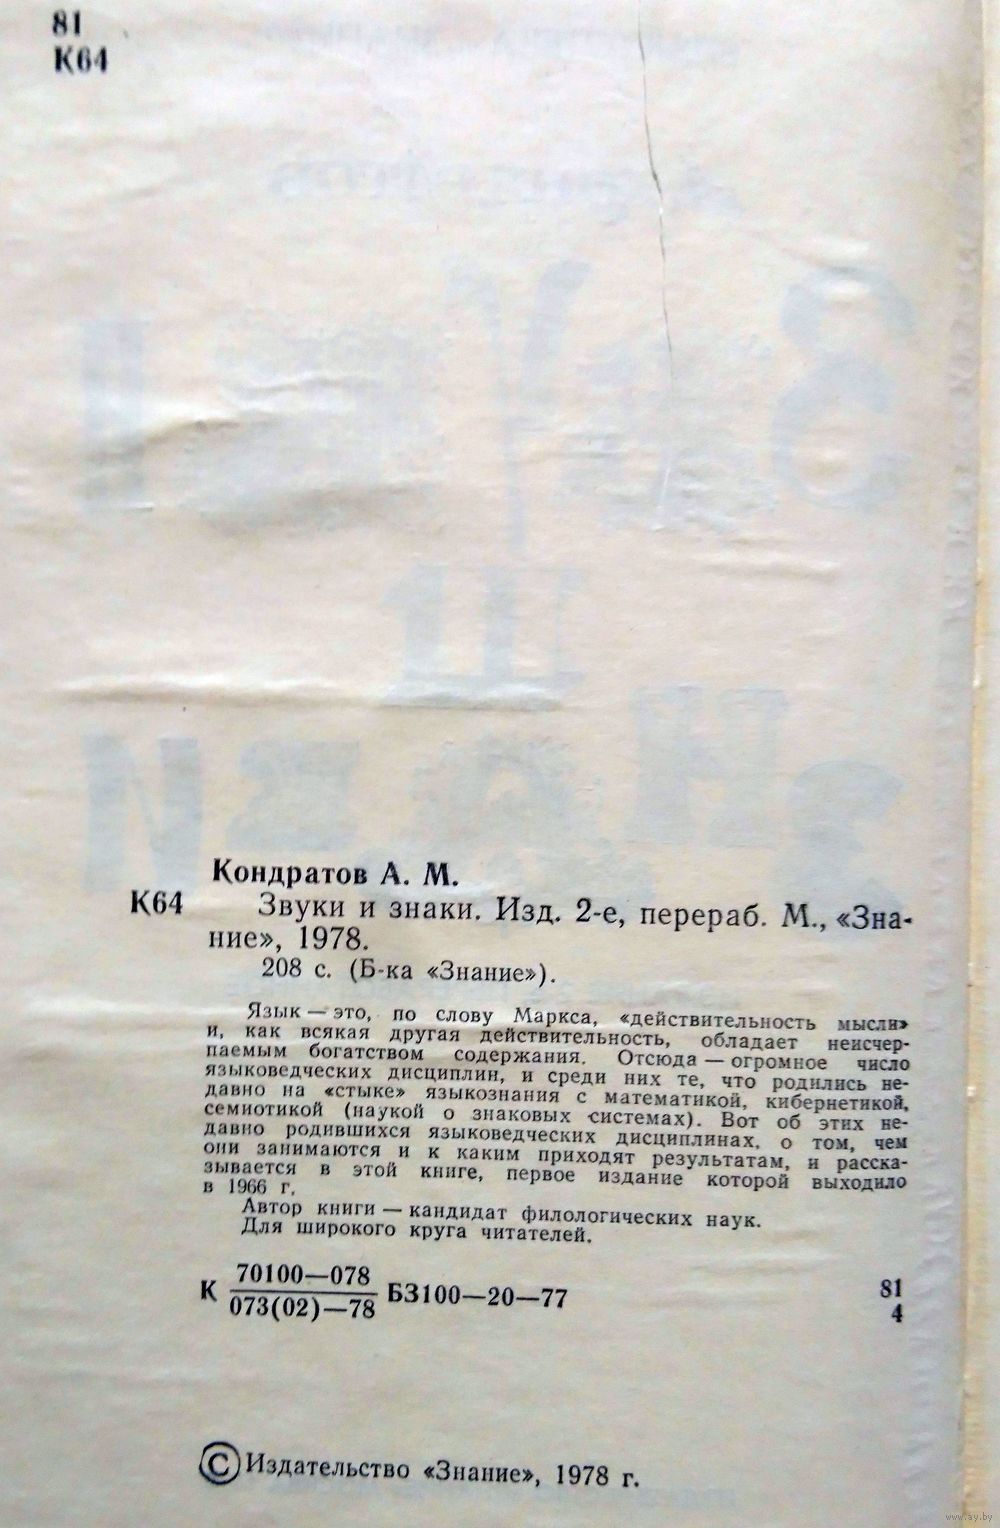 81
К64
Кондратов А. М.
К64 Звуки и знаки. Изд. 2-е, перераб. М., «Зна-
ние», 1978.
208 с. (Б-ка «Знание»).
Язык — это, по слову Маркса, «действительность мысли»
и, как всякая другая действительность, обладает неисчер-
паемым богатством содержания. Отсюда — огромное число
языковедческих дисциплин, и среди них те, что родились не-
давно на «стыке» языкознания с математикой, кибернетикой,
семиотикой (наукой о знаковых системах). Вот об этих не-
давно родившихся языковедческих дисциплинах, о том, чем
они занимаются и к каким приходят результатам, и расска-
зывается в этой книге, первое издание которой выходило
в 1966 г.
Автор книги — кандидат филологических наук.
Для широкого круга читателей.
70100—078
К БЗ100—20—77 81
073(02)—78 4
© Издательство «Знание», 1978 г.
www.ay.by